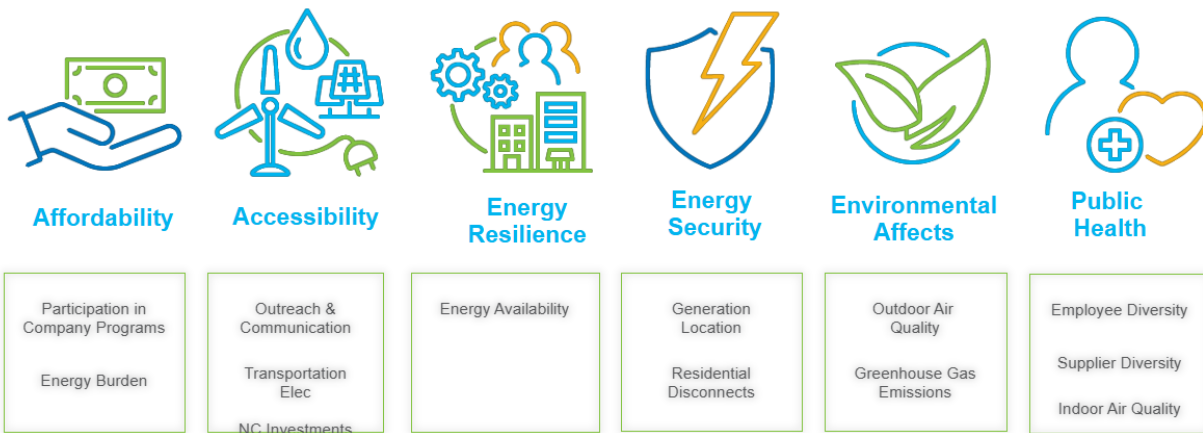 Affordability
Accessibility
Energy
Resilience
Energy
Security
Environmental
Affects
Public
Health
Participation in
Company Programs
Energy Burden
Outreach &
Communication
Transportation
Elec
NC Investments
Energy Availability
Generation
Location
Residential
Disconnects
Outdoor Air
Quality
Greenhouse Gas
Emissions
Employee Diversity
Supplier Diversity
Indoor Air Quality